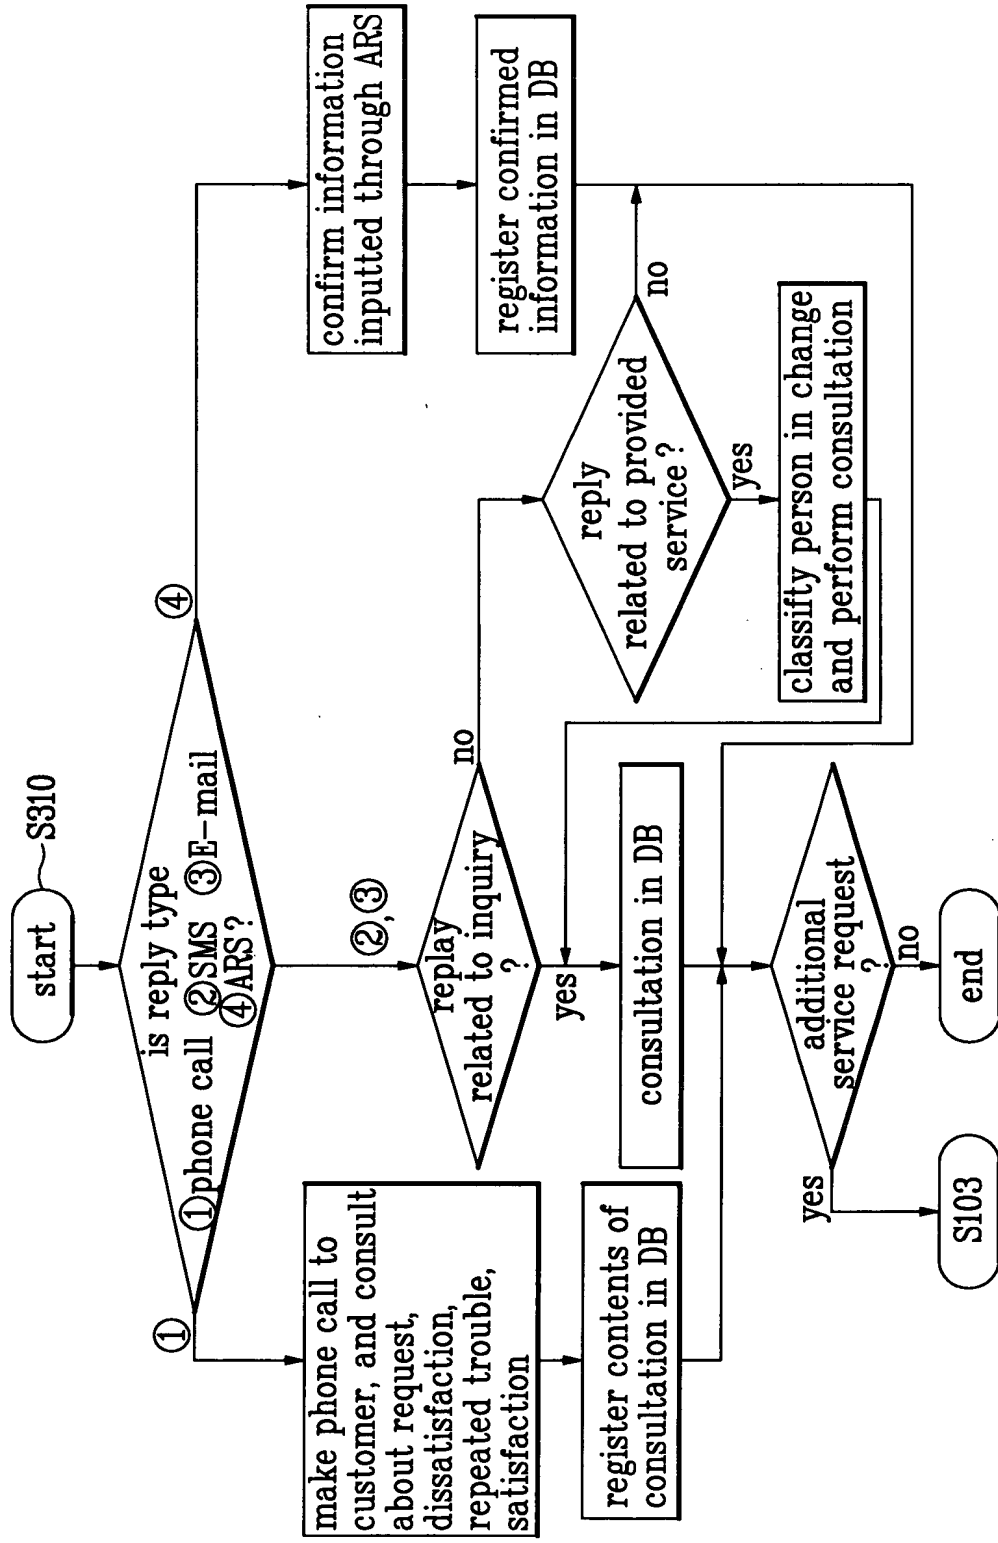 start
S310
is reply type
①phone call ②SMS ③E-mail
④ARS?
①
②,③
④
make phone call to
customer, and consult
about request,
dissatisfaction,
repeated trouble,
satisfaction
register contents of
consultation in DB
replay
related to inquiry
?
no
yes
consultation in DB
reply
related to provided
service?
no
yes
classifty person in change
and perform consultation
confirm information
inputted through ARS
register confirmed
information in DB
additional
service request
?
yes
no
S103
end